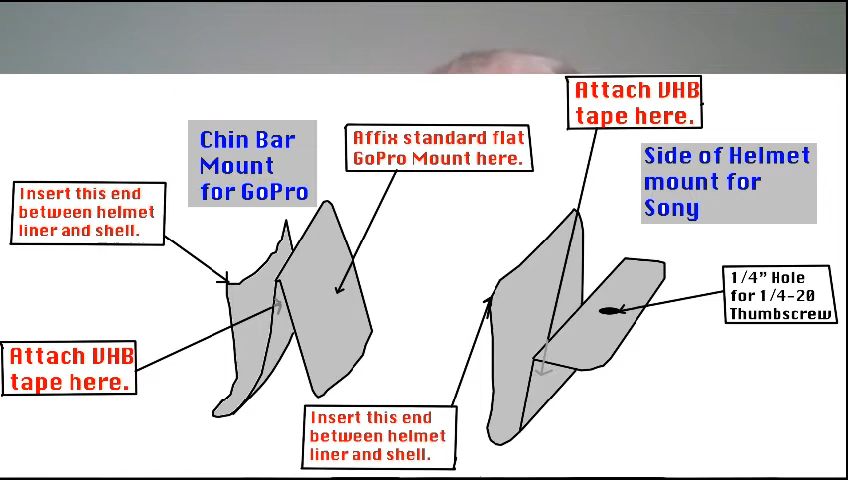 Attach VHB
tape here.
Chin Bar
Mount
for GoPro
Affix standard flat
GoPro Mount here.
Side of Helmet
mount for
Sony
Insert this end
between helmet
liner and shell.
1/4" Hole
for 1/4-20
Thumbscrew
Attach VHB
tape here.
Insert this end
between helmet
liner and shell.